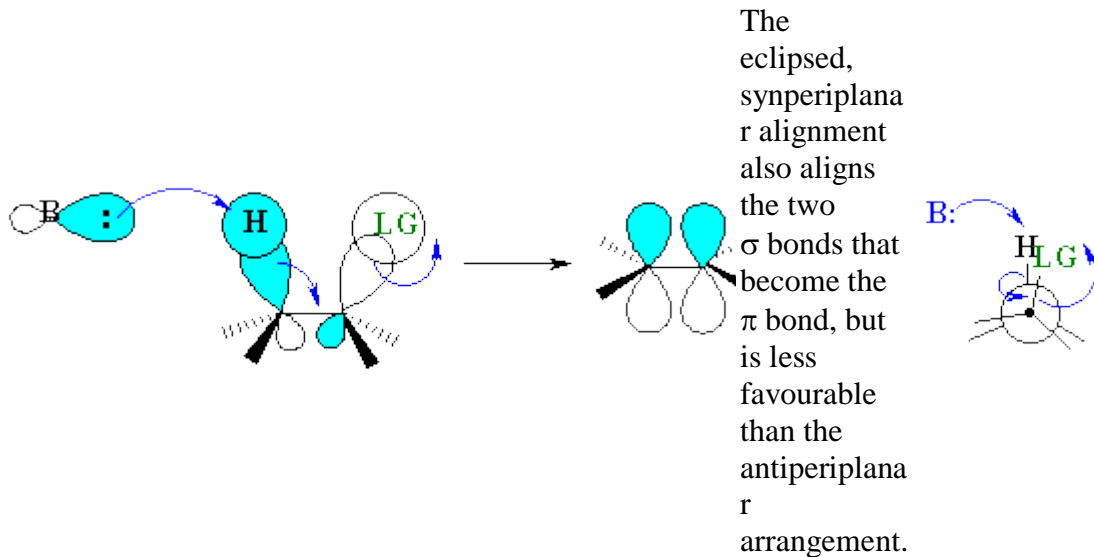 B :
H
LG
The
eclipsed,
synperiplana
r alignment
also aligns
the two
σ bonds that
become the
π bond, but
is less
favourable
than the
antiperiplana
r
arrangement.
B:
H
LG